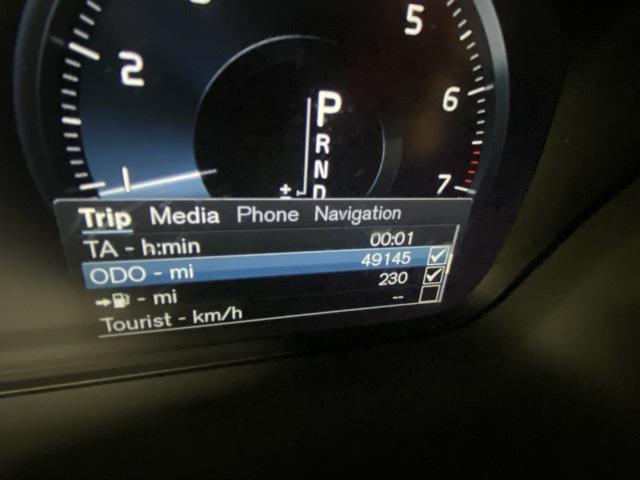 5
2
6
P
R
N
D
±
1
7
Trip Media Phone Navigation
TA - h:min 00:01
ODO - mi 49145
- mi 230
Tourist - km/h --